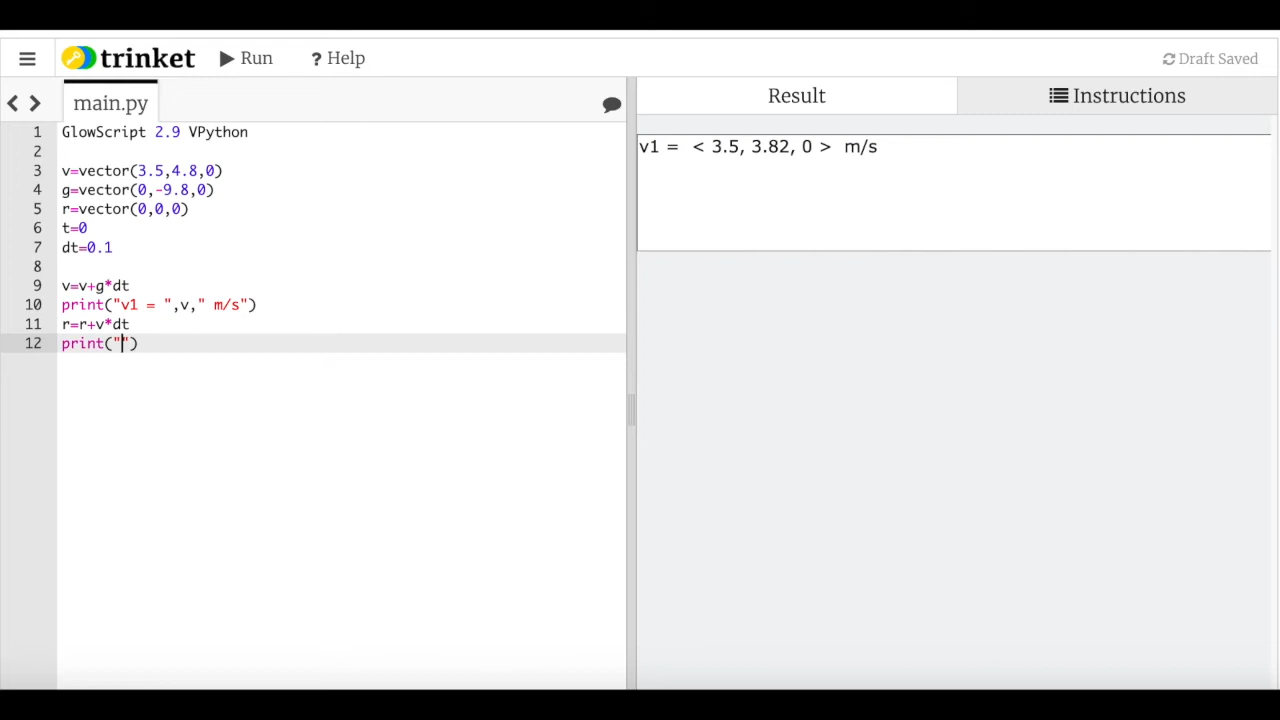 trinket
Run
? Help
Draft Saved
main.py
Result
Instructions
1 GlowScript 2.9 VPython
2
3 v=vector(3.5,4.8,0)
4 g=vector(0,-9.8,0)
5 r=vector(0,0,0)
6 t=0
7 dt=0.1
8
9 v=v+g*dt
10 print("v1 = ",v," m/s")
11 r=r+v*dt
12 print("")
v1 = < 3.5, 3.82, 0 > m/s